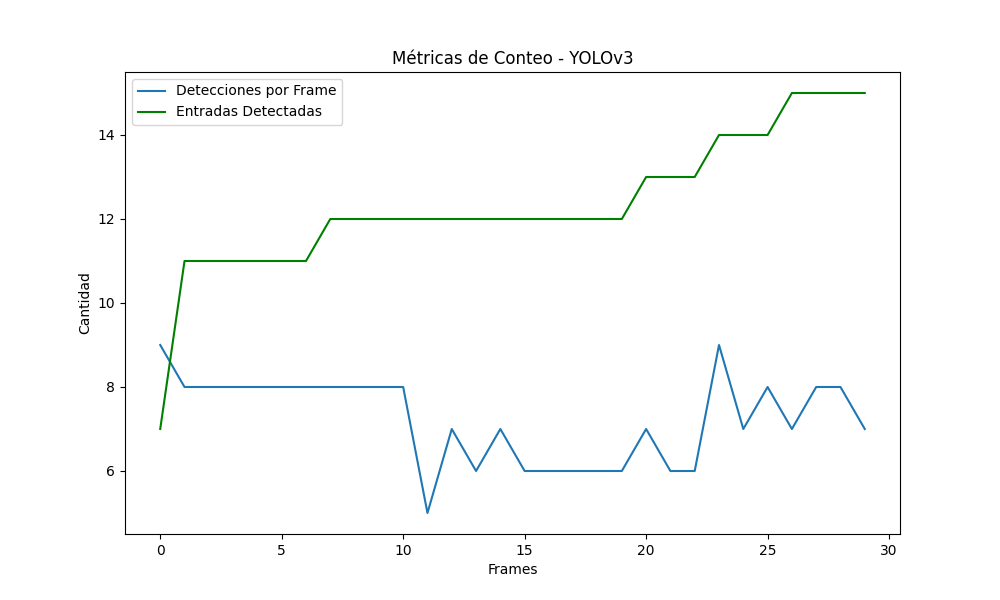 Métricas de Conteo - YOLOv3
Detecciones por Frame
Entradas Detectadas
Cantidad
14
12
10
8
6
0 5 10 15 20 25 30
Frames